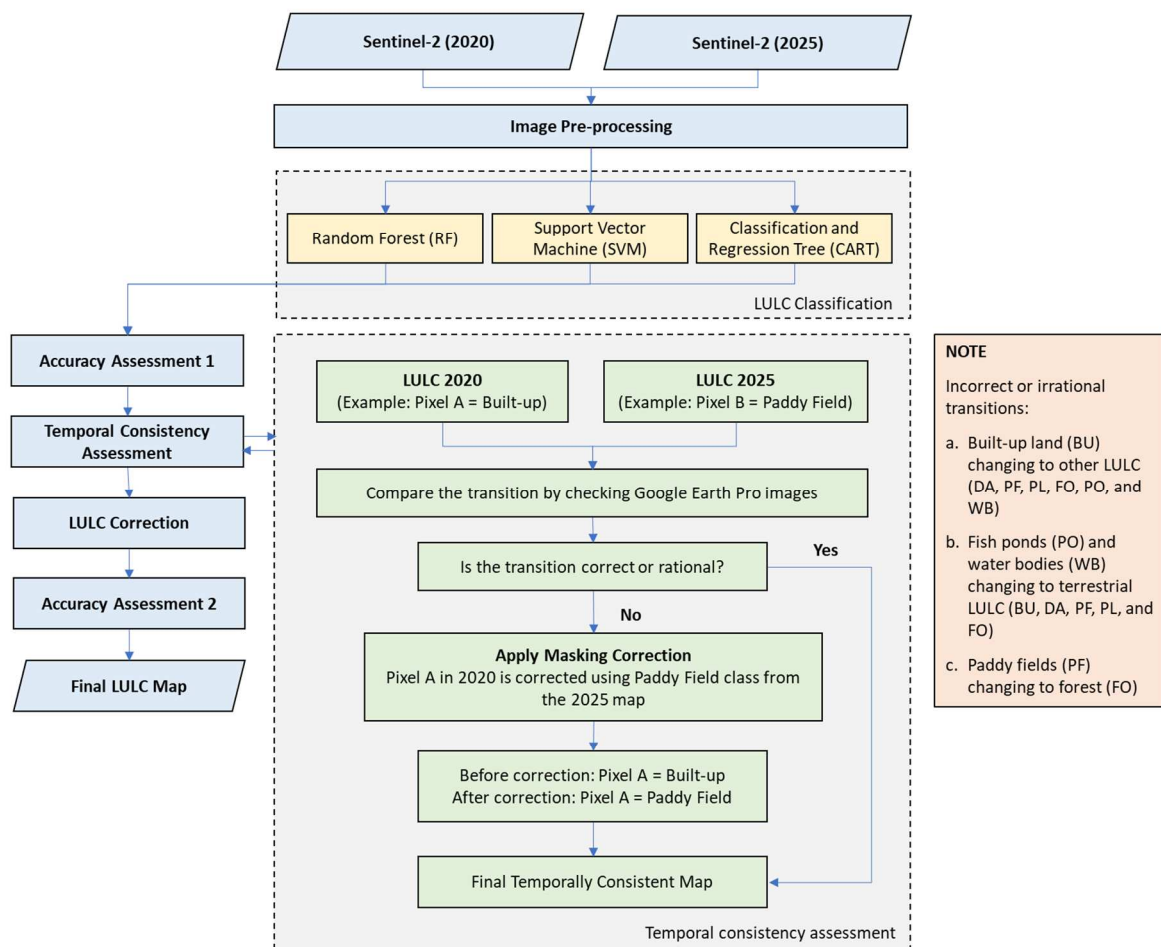 Sentinel-2 (2020)
Sentinel-2 (2025)
Image Pre-processing
Random Forest (RF)
Support Vector
Machine (SVM)
Classification and
Regression Tree (CART)
LULC Classification
Accuracy Assessment 1
Temporal Consistency
Assessment
LULC Correction
Accuracy Assessment 2
Final LULC Map
LULC 2020
(Example: Pixel A = Built-up)
LULC 2025
(Example: Pixel B = Paddy Field)
Compare the transition by checking Google Earth Pro images
Is the transition correct or rational?
Yes
No
Apply Masking Correction
Pixel A in 2020 is corrected using Paddy Field class from
the 2025 map
Before correction: Pixel A = Built-up
After correction: Pixel A = Paddy Field
Final Temporally Consistent Map
Temporal consistency assessment
NOTE
Incorrect or irrational
transitions:
a. Built-up land (BU)
changing to other LULC
(DA, PF, PL, FO, PO, and
WB)
b. Fish ponds (PO) and
water bodies (WB)
changing to terrestrial
LULC (BU, DA, PF, PL, and
FO)
c. Paddy fields (PF)
changing to forest (FO)